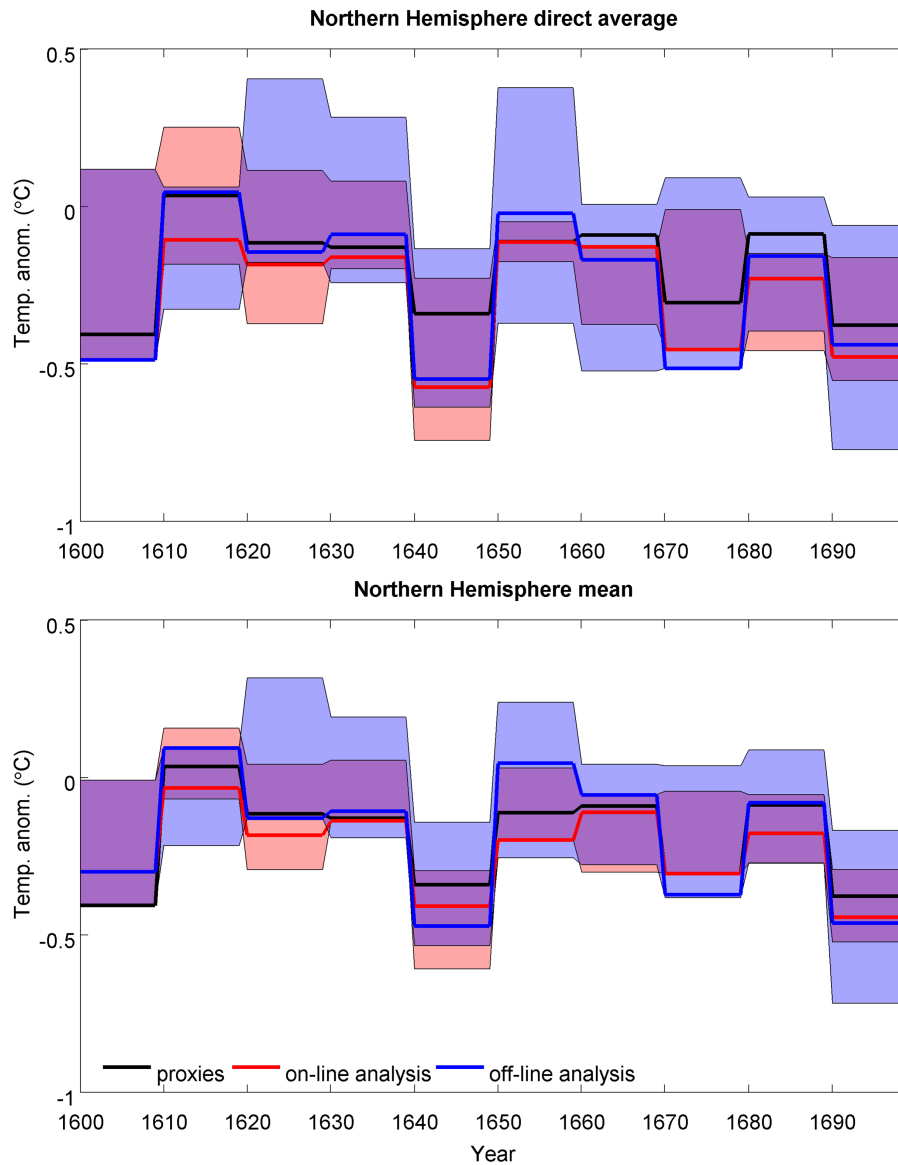 Northern Hemisphere direct average
0.5
0
-0.5
-1
Temp. anom. (°C)
1600 1610 1620 1630 1640 1650 1660 1670 1680 1690
Northern Hemisphere mean
0.5
0
-0.5
-1
Temp. anom. (°C)
proxies on-line analysis off-line analysis
1600 1610 1620 1630 1640 1650 1660 1670 1680 1690
Year